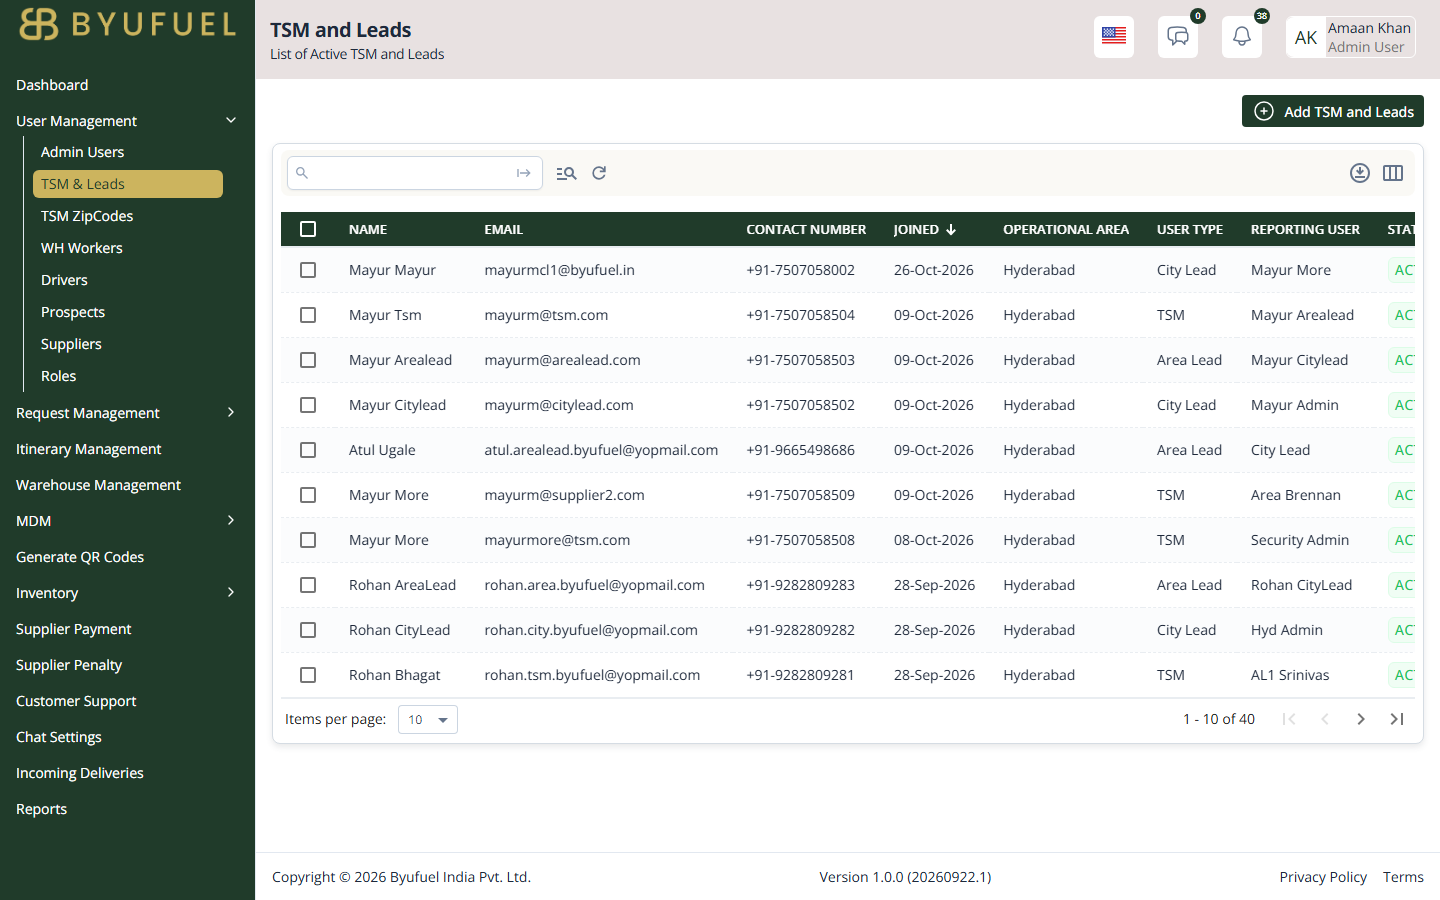 BYUFUEL
TSM and Leads
List of Active TSM and Leads
0
38
AK
Amaan Khan
Admin User
Dashboard
User Management
Admin Users
TSM & Leads
TSM ZipCodes
WH Workers
Drivers
Prospects
Suppliers
Roles
Request Management
Itinerary Management
Warehouse Management
MDM
Generate QR Codes
Inventory
Supplier Payment
Supplier Penalty
Customer Support
Chat Settings
Incoming Deliveries
Reports
Add TSM and Leads
NAME EMAIL CONTACT NUMBER JOINED OPERATIONAL AREA USER TYPE REPORTING USER STAT
Mayur Mayur mayurmcl1@byufuel.in +91-7507058002 26-Oct-2026 Hyderabad City Lead Mayur More ACT
Mayur Tsm mayurm@tsm.com +91-7507058504 09-Oct-2026 Hyderabad TSM Mayur Arealead ACT
Mayur Arealead mayurm@arealead.com +91-7507058503 09-Oct-2026 Hyderabad Area Lead Mayur Citylead ACT
Mayur Citylead mayurm@citylead.com +91-7507058502 09-Oct-2026 Hyderabad City Lead Mayur Admin ACT
Atul Ugale atul.arealead.byufuel@yopmail.com +91-9665498686 09-Oct-2026 Hyderabad Area Lead City Lead ACT
Mayur More mayurm@supplier2.com +91-7507058509 09-Oct-2026 Hyderabad TSM Area Brennan ACT
Mayur More mayurmore@tsm.com +91-7507058508 08-Oct-2026 Hyderabad TSM Security Admin ACT
Rohan AreaLead rohan.area.byufuel@yopmail.com +91-9282809283 28-Sep-2026 Hyderabad Area Lead Rohan CityLead ACT
Rohan CityLead rohan.city.byufuel@yopmail.com +91-9282809282 28-Sep-2026 Hyderabad City Lead Hyd Admin ACT
Rohan Bhagat rohan.tsm.byufuel@yopmail.com +91-9282809281 28-Sep-2026 Hyderabad TSM AL1 Srinivas ACT
Items per page: 10 1 - 10 of 40
Copyright © 2026 Byufuel India Pvt. Ltd. Version 1.0.0 (20260922.1) Privacy Policy Terms